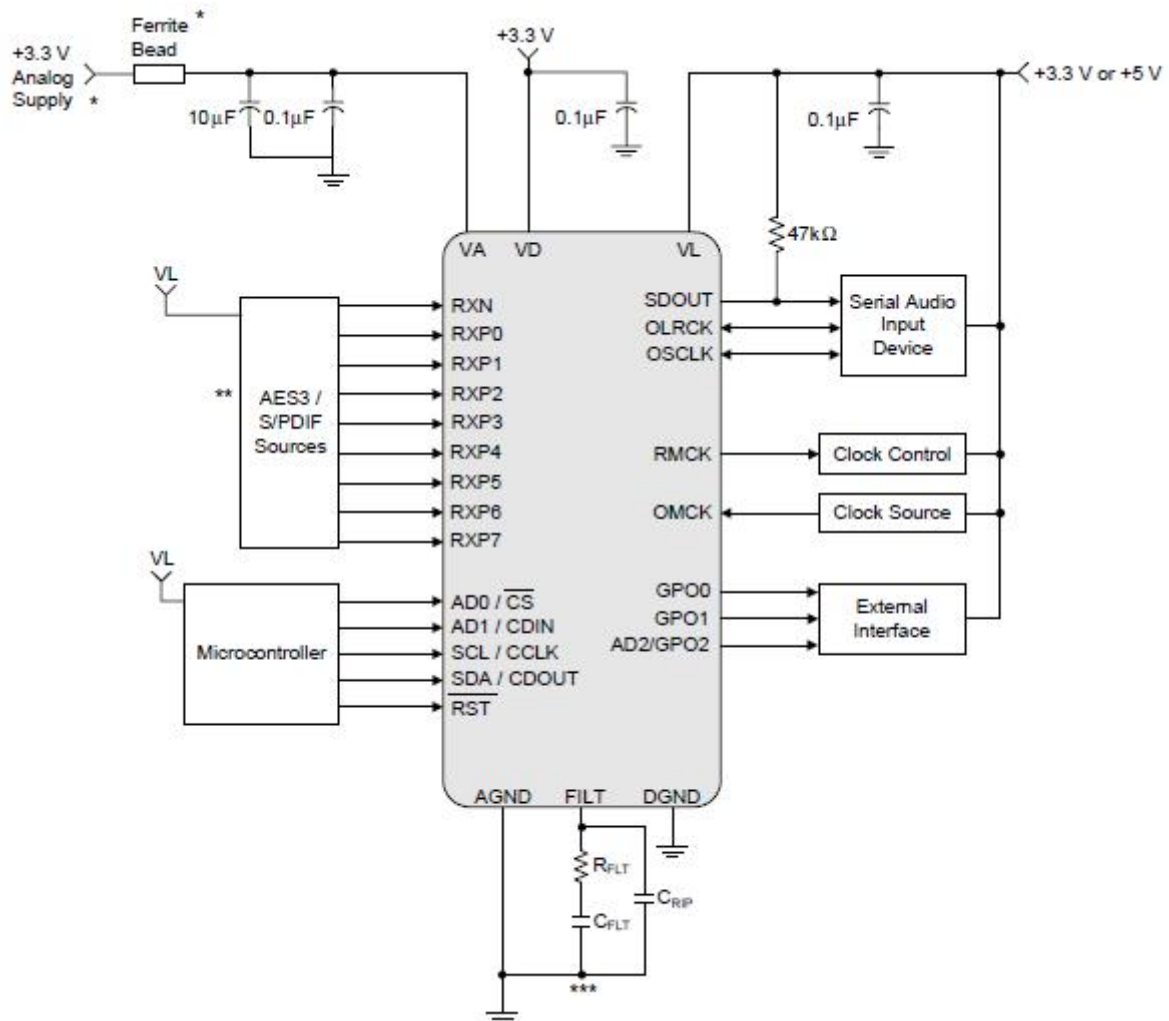 Ferrite *
Bead
+3.3 V
Analog
Supply *
10μF
0.1μF
+3.3 V
0.1μF
+3.3 V or +5 V
0.1μF
47kΩ
VA
VD
VL
VL
AES3 /
S/PDIF
Sources
**
RXN
RXP0
RXP1
RXP2
RXP3
RXP4
RXP5
RXP6
RXP7
SDOUT
OLRCK
OSCLK
Serial Audio
Input
Device
RMCK
Clock Control
OMCK
Clock Source
VL
Microcontroller
AD0 / CS
AD1 / CDIN
SCL / CCLK
SDA / CDOUT
RST
GPO0
GPO1
AD2/GPO2
External
Interface
AGND
FILT
DGND
RFLT
CFLT
CRIP
***